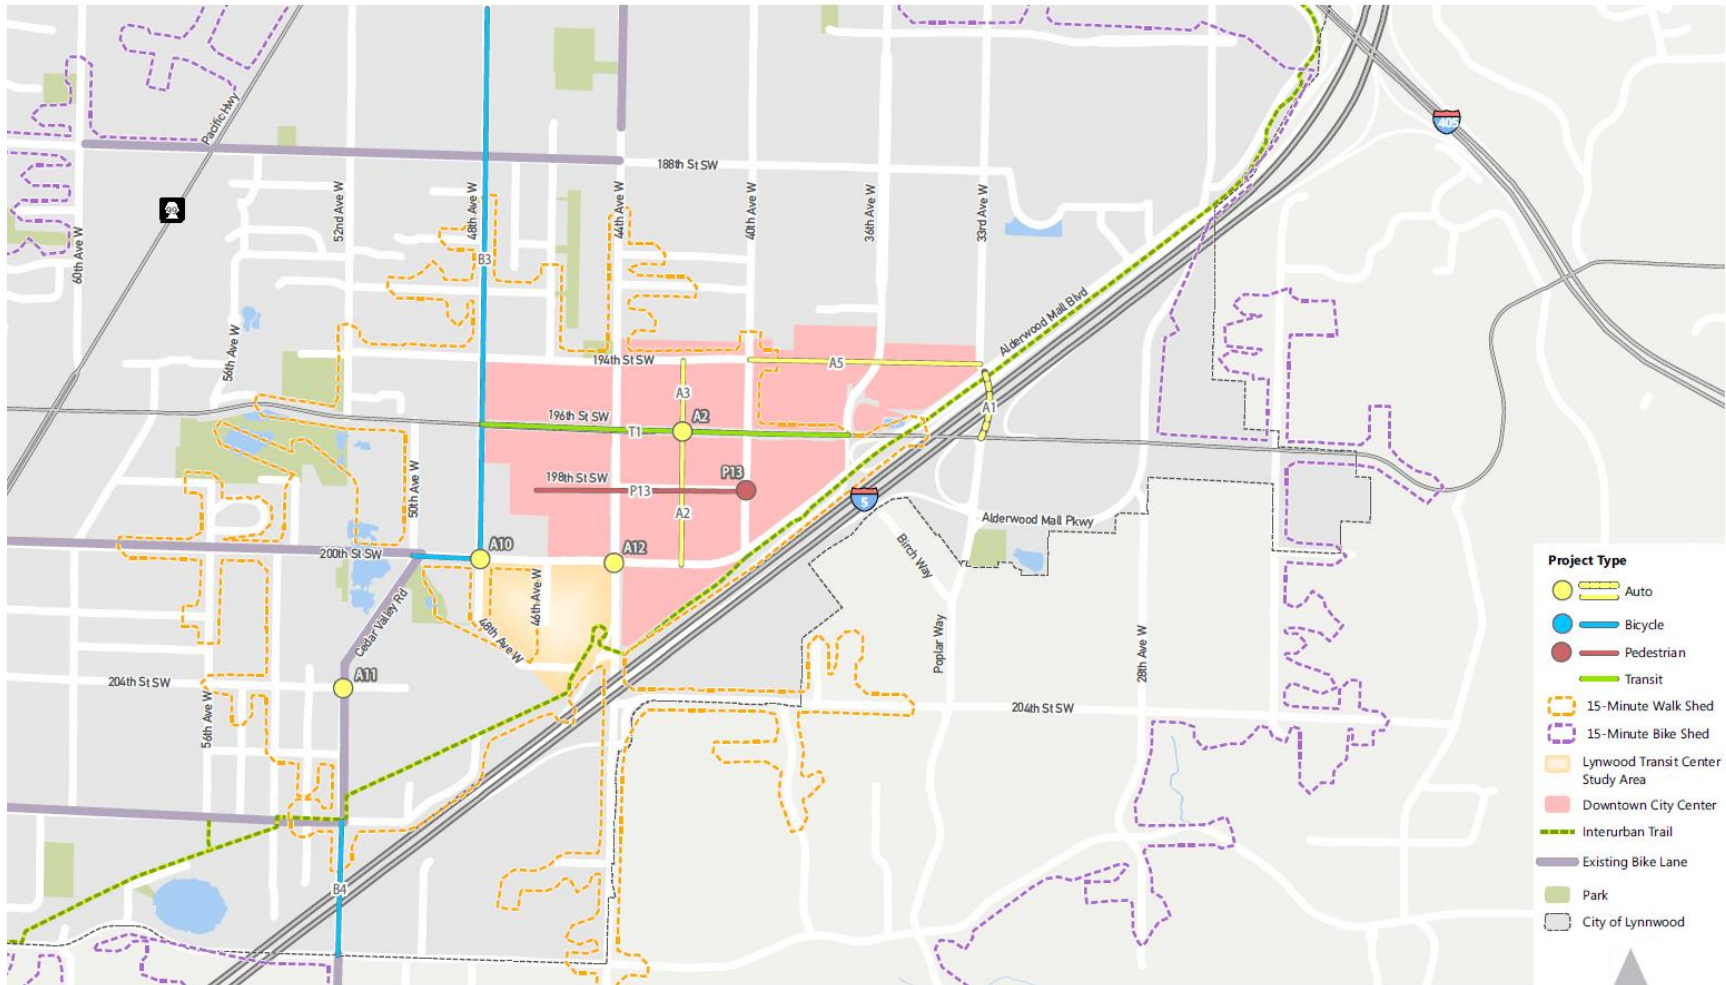 Pacific Hwy
405
188th St SW
60th Ave W
52nd Ave W
48th Ave W
44th Ave W
40th Ave W
36th Ave W
33rd Ave W
B3
Alderwood Mall Blvd
56th Ave W
194th St SW
A5
A3
A1
196th St SW
T1
A2
50th Ave W
198th St SW
P13
P13
5
A2
Alderwood Mall Pkwy
200th St SW
A10
A12
Birch Way
Cedar Valley Rd
46th Ave W
48th Ave W
Poplar Way
28th Ave W
A11
204th St SW
56th Ave W
204th St SW
B4
Project Type
Auto
Bicycle
Pedestrian
Transit
15-Minute Walk Shed
15-Minute Bike Shed
Lynwood Transit Center
Study Area
Downtown City Center
Interurban Trail
Existing Bike Lane
Park
City of Lynnwood